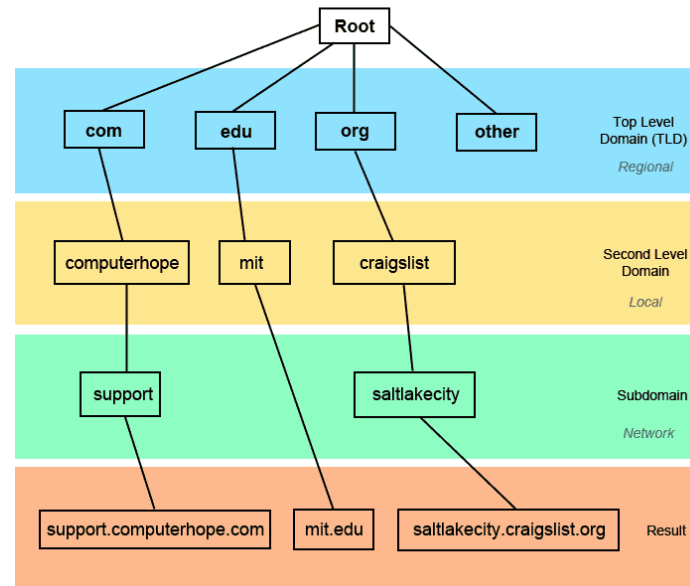 Root
com
edu
org
other
Top Level
Domain (TLD)
Regional
computerhope
mit
craigslist
Second Level
Domain
Local
support
saltlakecity
Subdomain
Network
support.computerhope.com
mit.edu
saltlakecity.craigslist.org
Result